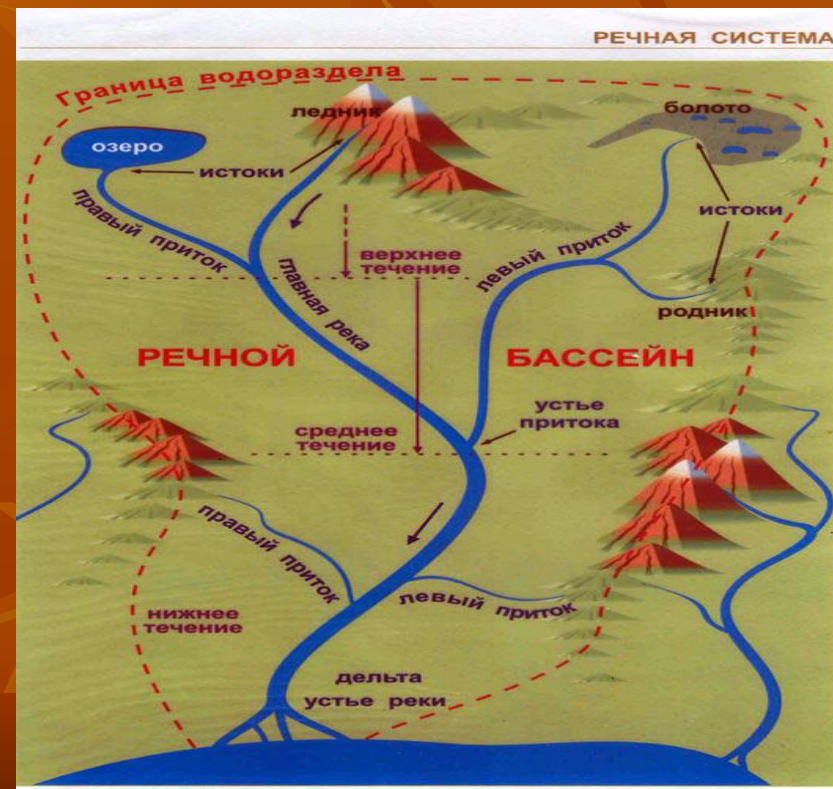 РЕЧНАЯ СИСТЕМА
Граница водораздела
ледник
болото
озеро
истоки
истоки
правый приток
верхнее
течение
левый приток
главная река
родник
РЕЧНОЙ БАССЕЙН
устье
притока
среднее
течение
правый приток
левый приток
нижнее
течение
дельта
устье реки